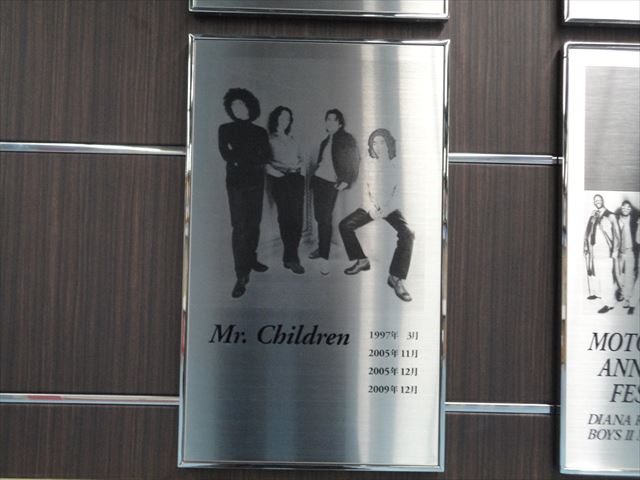 Mr. Children
1997年 3月
2005年11月
2005年12月
2009年12月
MOTO
ANN
FES
DIANA R
BOYS II